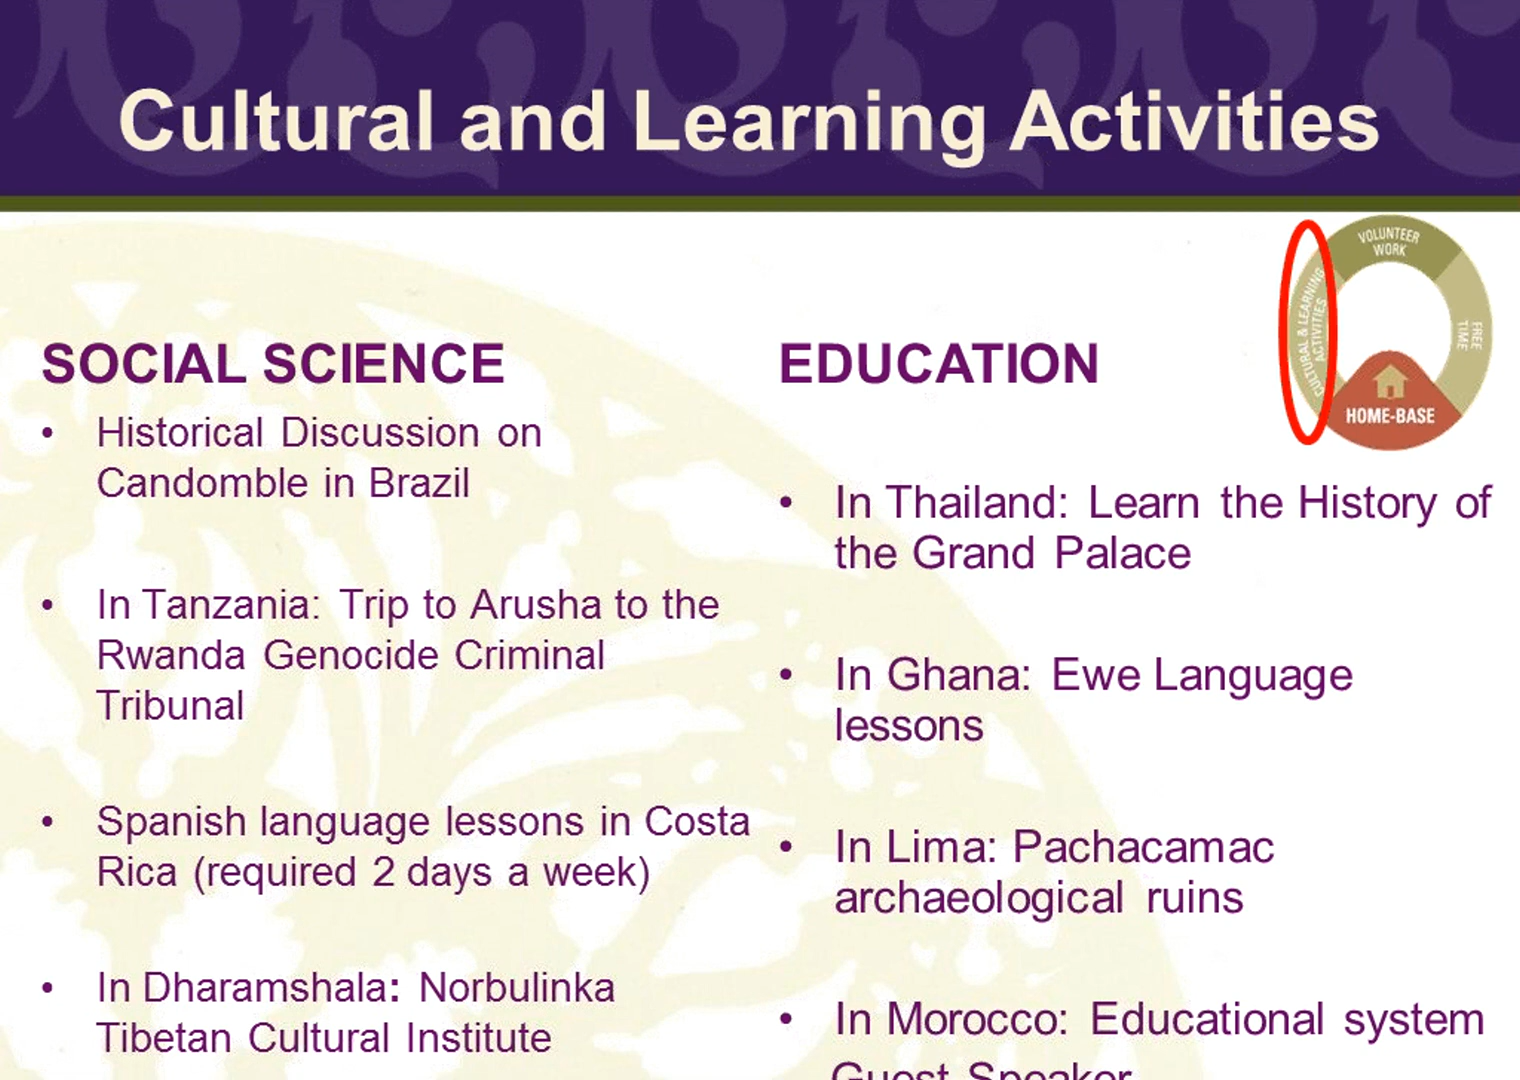 Cultural and Learning Activities
SOCIAL SCIENCE
• Historical Discussion on
Candomble in Brazil
• In Tanzania: Trip to Arusha to the
Rwanda Genocide Criminal
Tribunal
• Spanish language lessons in Costa
Rica (required 2 days a week)
• In Dharamshala: Norbulinka
Tibetan Cultural Institute
EDUCATION
• In Thailand: Learn the History of
the Grand Palace
• In Ghana: Ewe Language
lessons
• In Lima: Pachacamac
archaeological ruins
• In Morocco: Educational system
Guest Speaker
VOLUNTEER
WORK
FREE
TIME
CULTURAL & LEARNING
ACTIVITIES
HOME-BASE